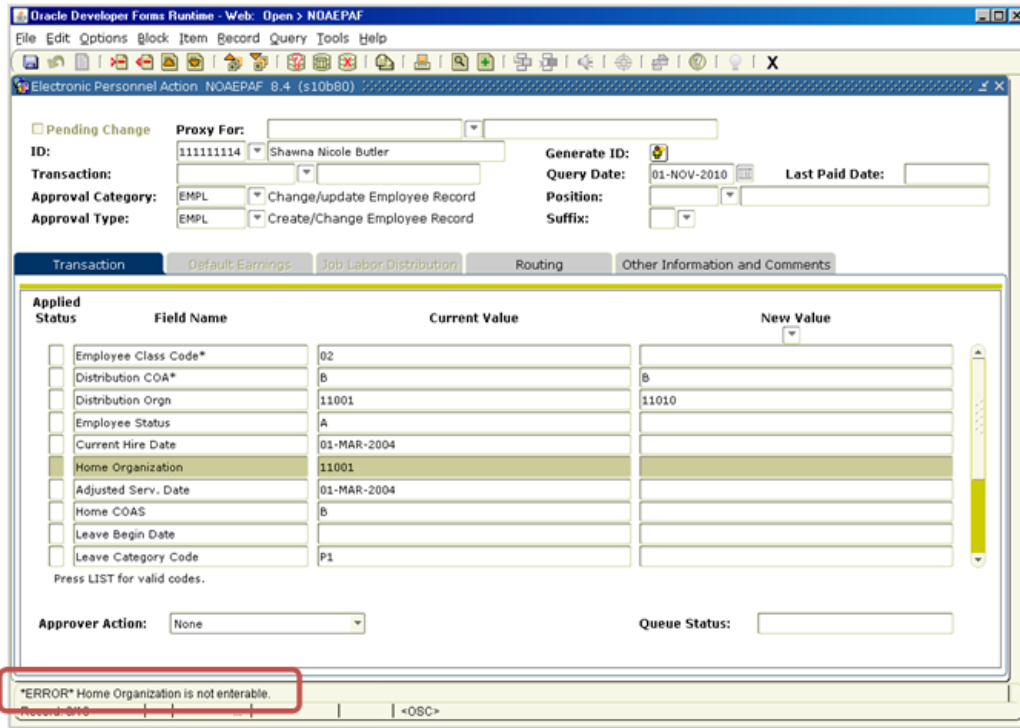 Oracle Developer Forms Runtime - Web: Open > NOAEPAF
File Edit Options Block Item Record Query Tools Help
Electronic Personnel Action NOAEPAF 8.4 (s10b80)
Pending Change Proxy For:
ID: 111111114 Shawna Nicole Butler Generate ID:
Transaction: Query Date: 01-NOV-2010 Last Paid Date:
Approval Category: EMPL Change/update Employee Record Position:
Approval Type: EMPL Create/Change Employee Record Suffix:
Transaction Default Earnings Job Labor Distribution Routing Other Information and Comments
Applied
Status Field Name Current Value New Value
Employee Class Code* 02
Distribution COA* B B
Distribution Orgn 11001 11010
Employee Status A
Current Hire Date 01-MAR-2004
Home Organization 11001
Adjusted Serv. Date 01-MAR-2004
Home COAS B
Leave Begin Date
Leave Category Code P1
Press LIST for valid codes.
Approver Action: None Queue Status:
*ERROR* Home Organization is not enterable.
<OSC>